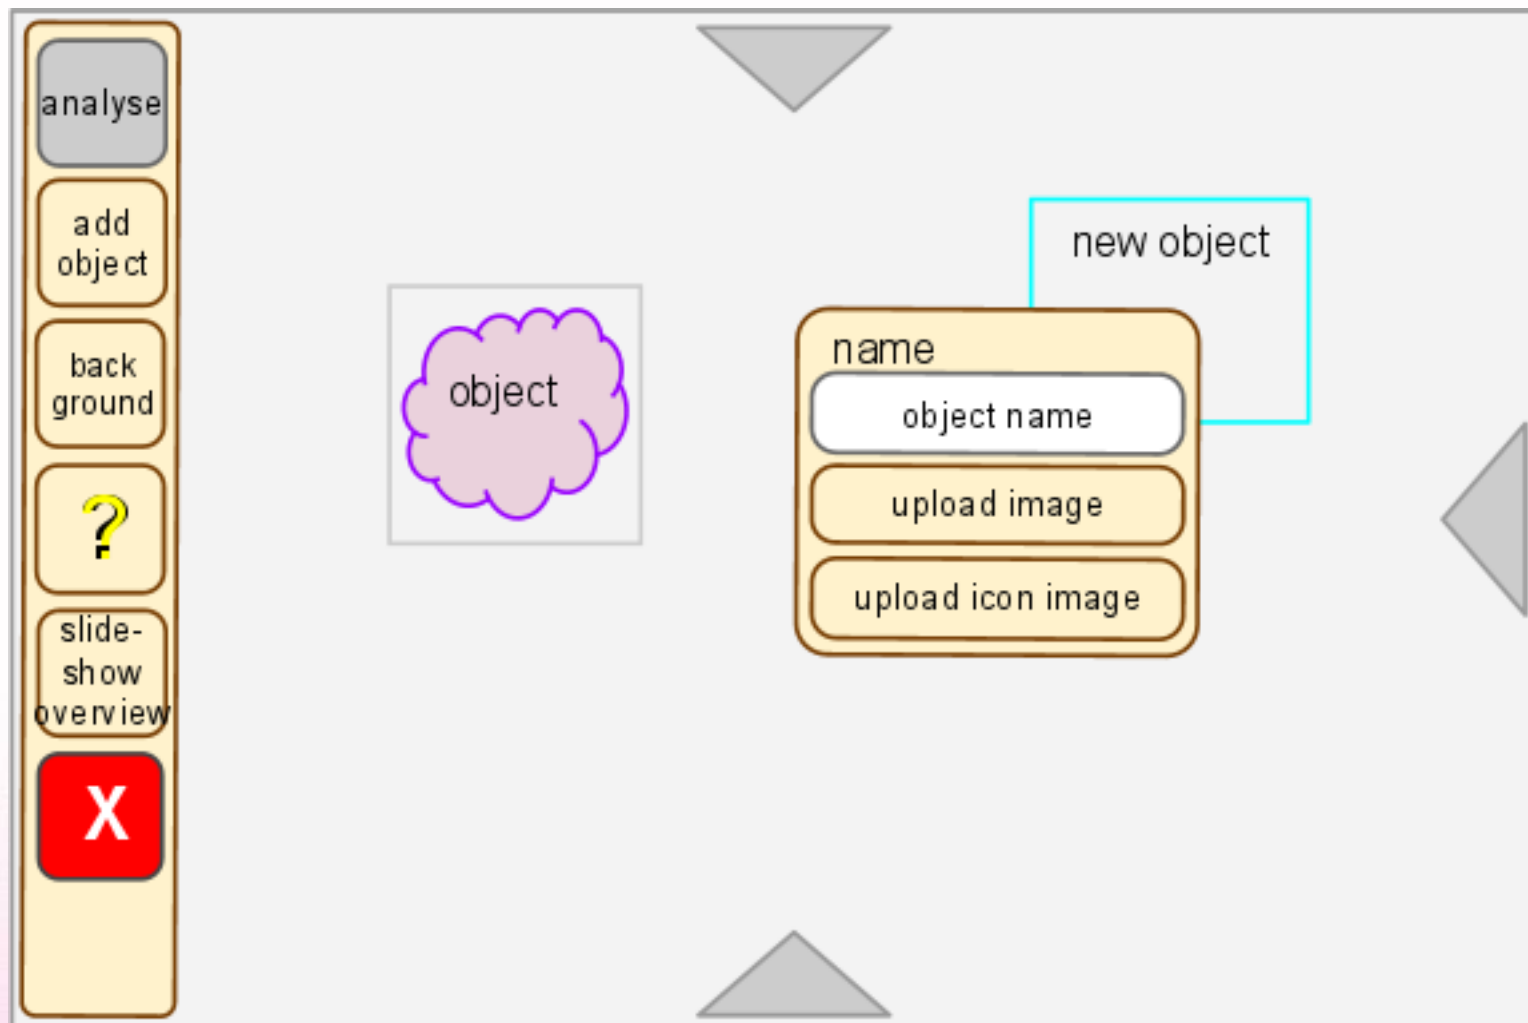 analyse
add
object
back
ground
?
slide-
show
overview
X
object
new object
name
object name
upload image
upload icon image